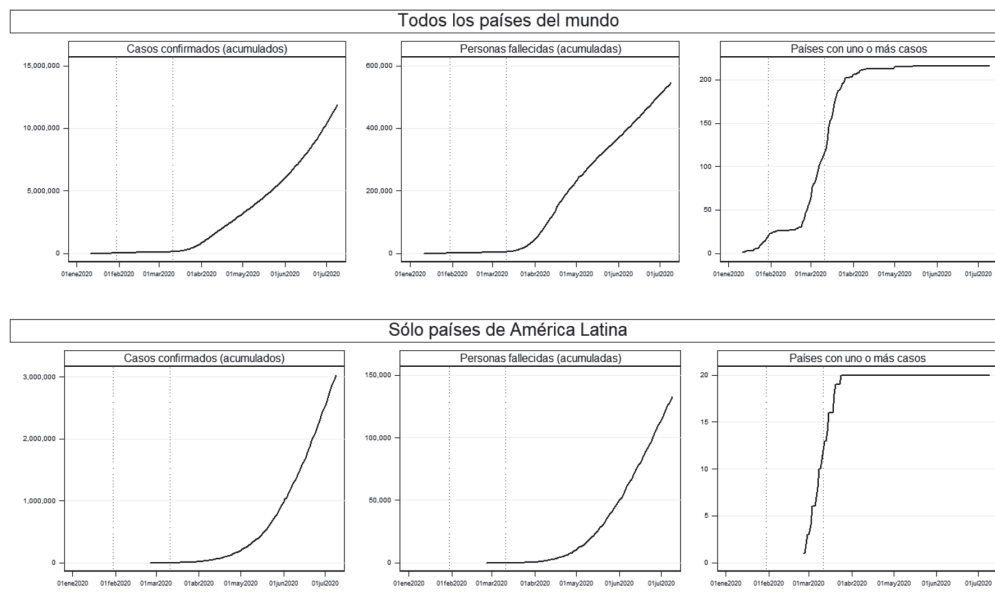 Todos los países del mundo
Casos confirmados (acumulados)
15,000,000
10,000,000
5,000,000
0
01ene2020 01feb2020 01mar2020 01abr2020 01may2020 01jun2020 01jul2020
Personas fallecidas (acumuladas)
600,000
400,000
200,000
0
01ene2020 01feb2020 01mar2020 01abr2020 01may2020 01jun2020 01jul2020
Países con uno o más casos
200
150
100
50
0
01ene2020 01feb2020 01mar2020 01abr2020 01may2020 01jun2020 01jul2020
Sólo países de América Latina
Casos confirmados (acumulados)
3,000,000
2,000,000
1,000,000
0
01ene2020 01feb2020 01mar2020 01abr2020 01may2020 01jun2020 01jul2020
Personas fallecidas (acumuladas)
150,000
100,000
50,000
0
01ene2020 01feb2020 01mar2020 01abr2020 01may2020 01jun2020 01jul2020
Países con uno o más casos
20
15
10
5
0
01ene2020 01feb2020 01mar2020 01abr2020 01may2020 01jun2020 01jul2020